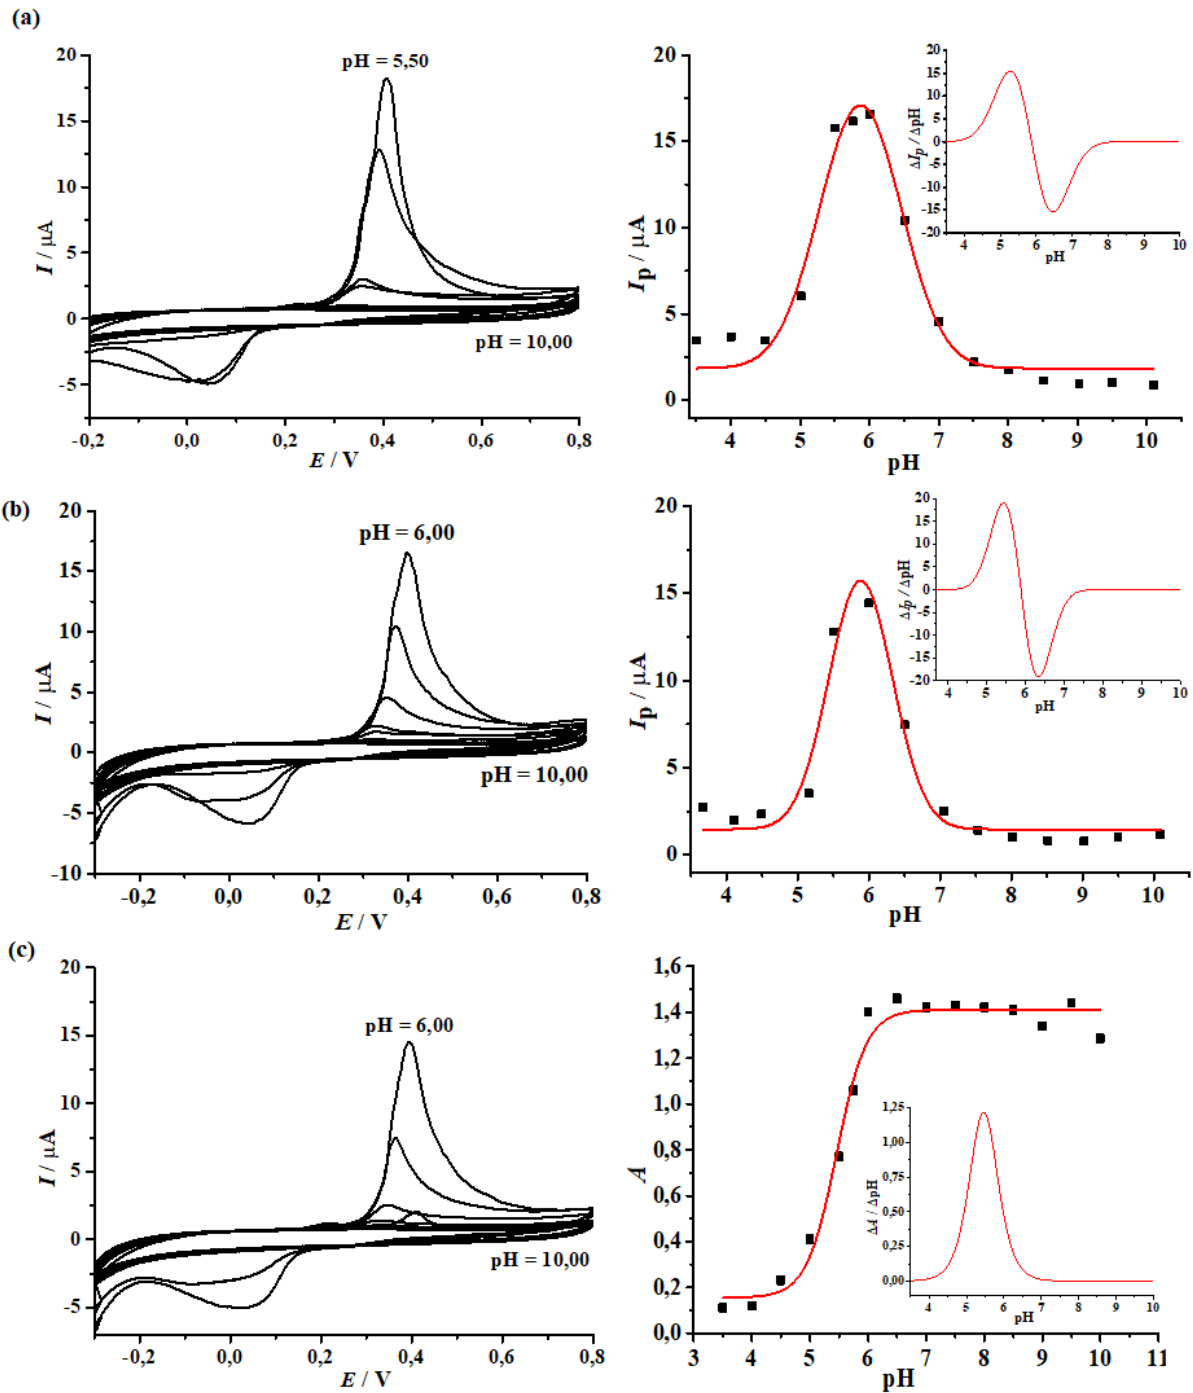 (a)
pH = 5,50
pH = 10,00
20
15
10
5
0
-5
I / µA
-0,2 0,0 0,2 0,4 0,6 0,8
E / V
20
15
10
5
0
Ip / µA
4 5 6 7 8 9 10
pH
20
15
10
5
0
-5
-10
-15
-20
ΔIp / ΔpH
4 5 6 7 8 9 10
pH
(b)
pH = 6,00
pH = 10,00
20
15
10
5
0
-5
-10
I / µA
-0,2 0,0 0,2 0,4 0,6 0,8
E / V
20
15
10
5
0
Ip / µA
4 5 6 7 8 9 10
pH
20
15
10
5
0
-5
-10
-15
-20
ΔIp / ΔpH
4 5 6 7 8 9 10
pH
(c)
pH = 6,00
pH = 10,00
20
15
10
5
0
-5
I / µA
-0,2 0,0 0,2 0,4 0,6 0,8
E / V
1,6
1,4
1,2
1,0
0,8
0,6
0,4
0,2
0,0
A
3 4 5 6 7 8 9 10 11
pH
1,25
1,00
0,75
0,50
0,25
0,00
ΔA / ΔpH
4 5 6 7 8 9 10
pH